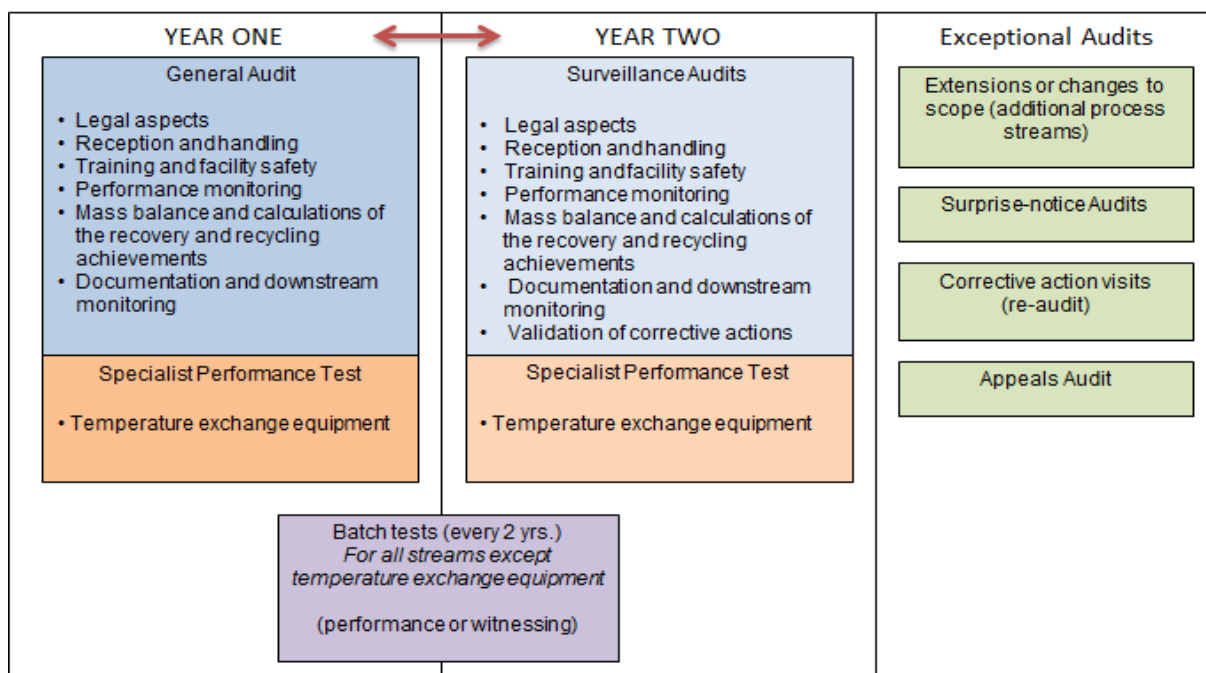 YEAR ONE
General Audit
• Legal aspects
• Reception and handling
• Training and facility safety
• Performance monitoring
• Mass balance and calculations of
the recovery and recycling
achievements
• Documentation and downstream
monitoring
Specialist Performance Test
• Temperature exchange equipment
YEAR TWO
Surveillance Audits
• Legal aspects
• Reception and handling
• Training and facility safety
• Performance monitoring
• Mass balance and calculations of
the recovery and recycling
achievements
• Documentation and downstream
monitoring
• Validation of corrective actions
Specialist Performance Test
• Temperature exchange equipment
Batch tests (every 2 yrs.)
For all streams except
temperature exchange equipment
(performance or witnessing)
Exceptional Audits
Extensions or changes to
scope (additional process
streams)
Surprise-notice Audits
Corrective action visits
(re-audit)
Appeals Audit